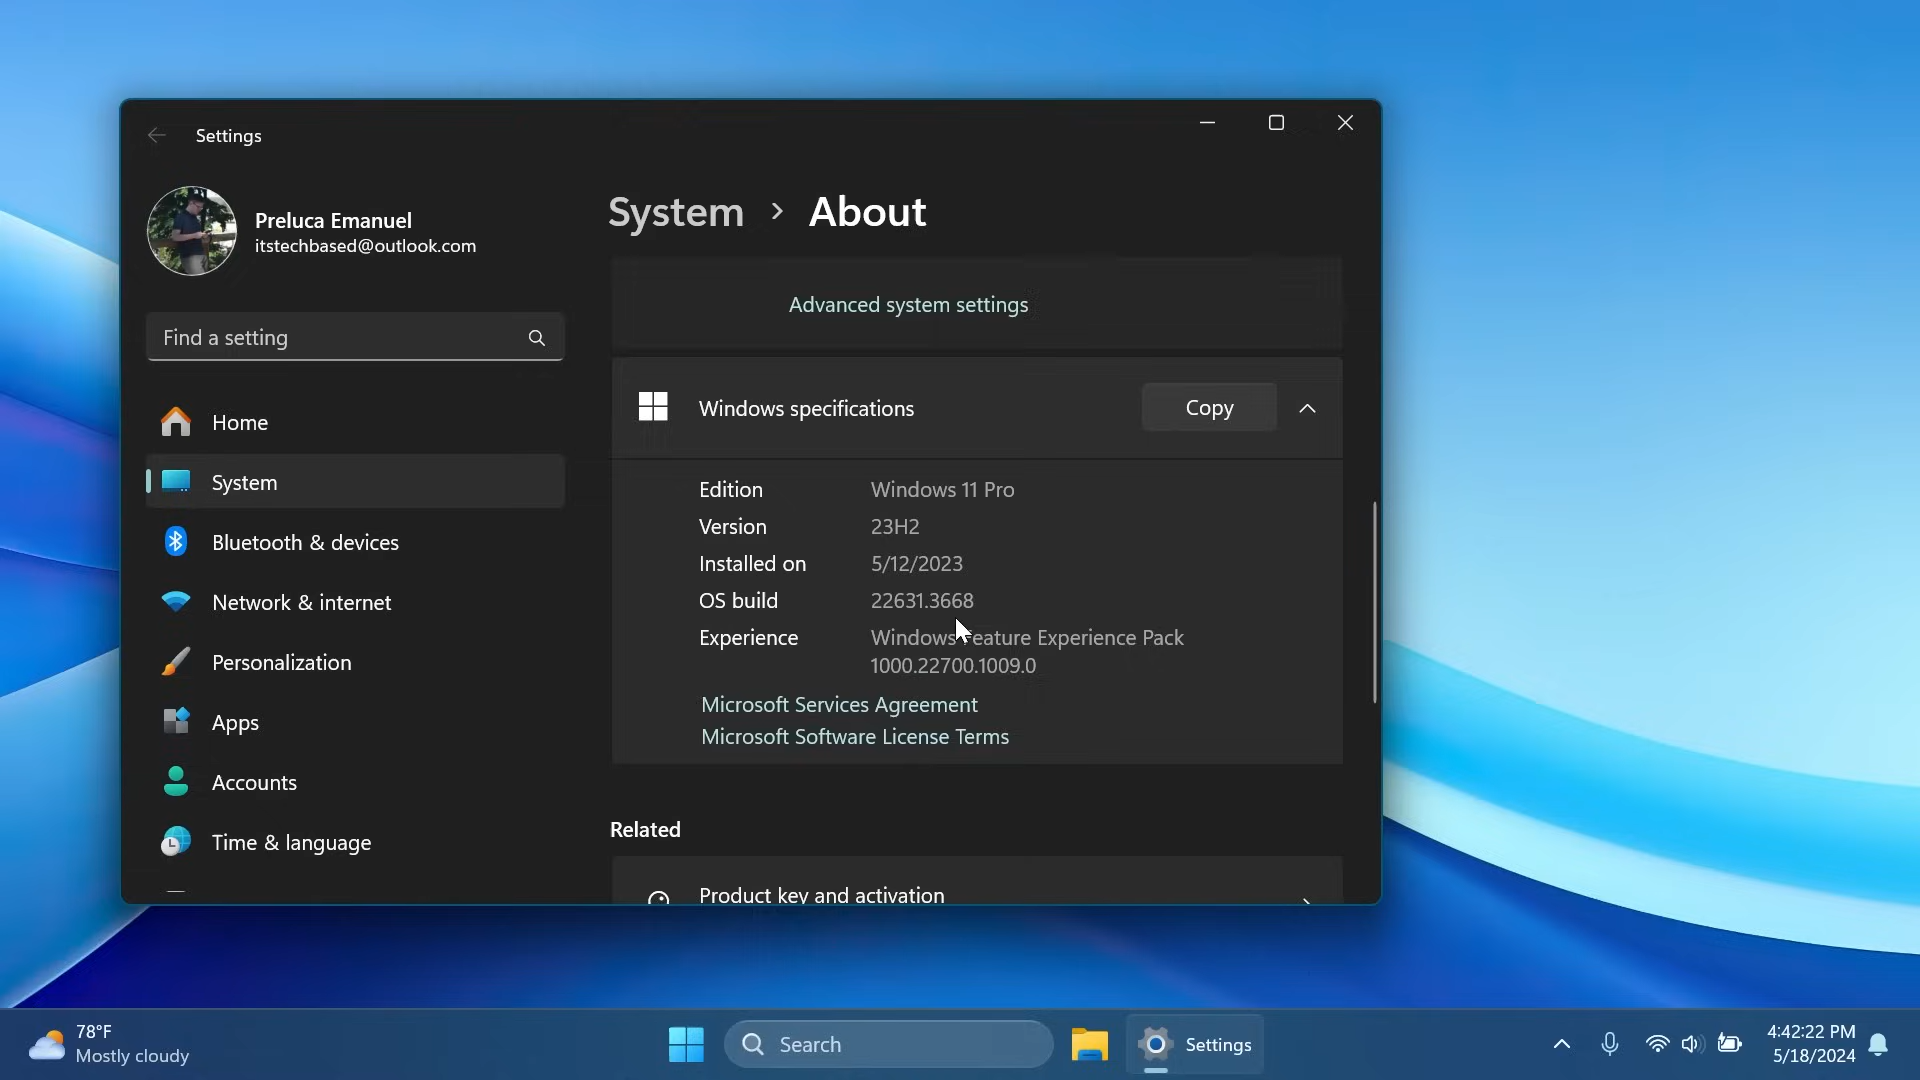 Settings
Preluca Emanuel
itstechbased@outlook.com
Find a setting
Home
System
Bluetooth & devices
Network & internet
Personalization
Apps
Accounts
Time & language
System > About
Advanced system settings
Windows specifications
Copy
Edition Windows 11 Pro
Version 23H2
Installed on 5/12/2023
OS build 22631.3668
Experience Windows Feature Experience Pack
1000.22700.1009.0
Microsoft Services Agreement
Microsoft Software License Terms
Related
Product key and activation
78°F
Mostly cloudy
Search
Settings
4:42:22 PM
5/18/2024